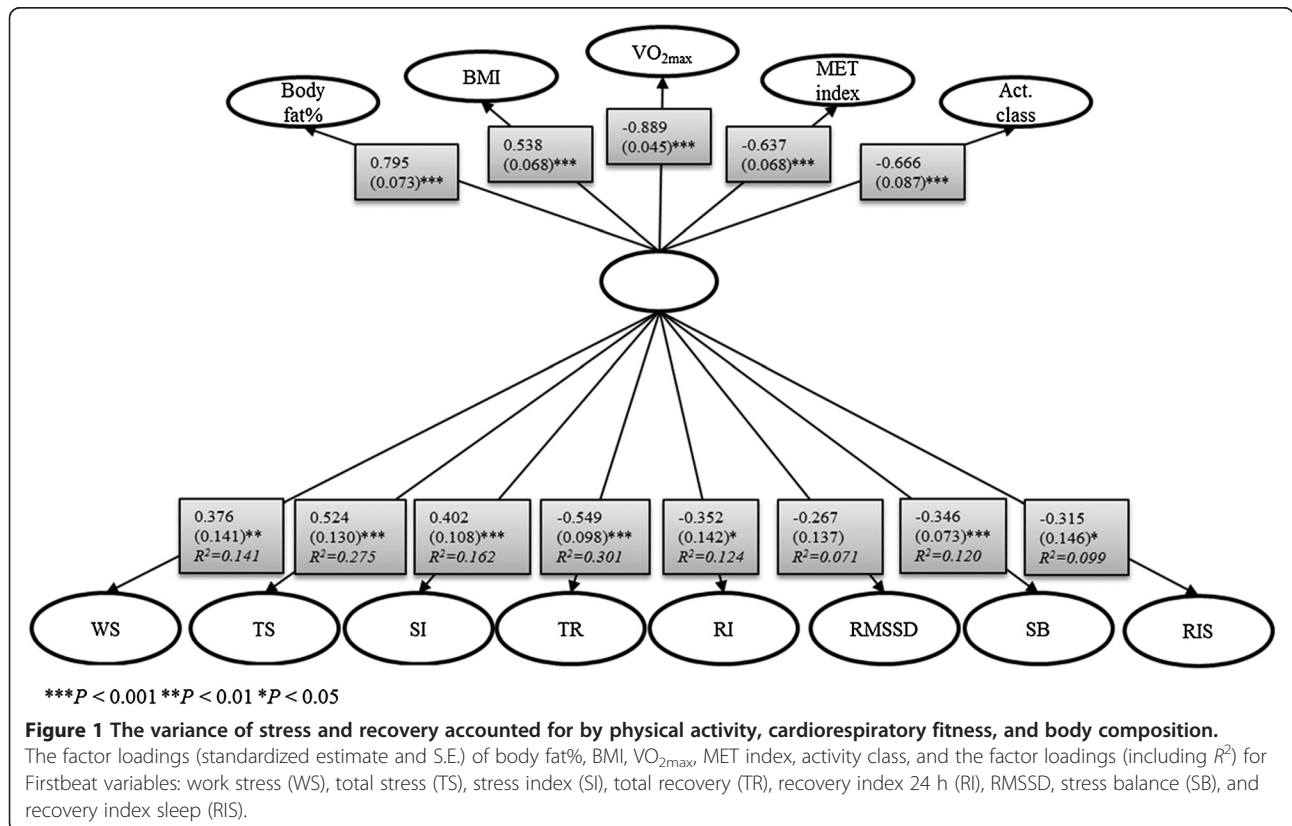 VO2max
BMI
MET
index
Body
fat%
Act.
class
-0.889
(0.045)***
0.538
(0.068)***
-0.637
(0.068)***
0.795
(0.073)***
-0.666
(0.087)***
0.376
(0.141)**
R²=0.141
0.524
(0.130)***
R²=0.275
0.402
(0.108)***
R²=0.162
-0.549
(0.098)***
R²=0.301
-0.352
(0.142)*
R²=0.124
-0.267
(0.137)
R²=0.071
-0.346
(0.073)***
R²=0.120
-0.315
(0.146)*
R²=0.099
WS
TS
SI
TR
RI
RMSSD
SB
RIS
***P < 0.001 **P < 0.01 *P < 0.05
Figure 1 The variance of stress and recovery accounted for by physical activity, cardiorespiratory fitness, and body composition.
The factor loadings (standardized estimate and S.E.) of body fat%, BMI, VO2max, MET index, activity class, and the factor loadings (including R²) for
Firstbeat variables: work stress (WS), total stress (TS), stress index (SI), total recovery (TR), recovery index 24 h (RI), RMSSD, stress balance (SB), and
recovery index sleep (RIS).